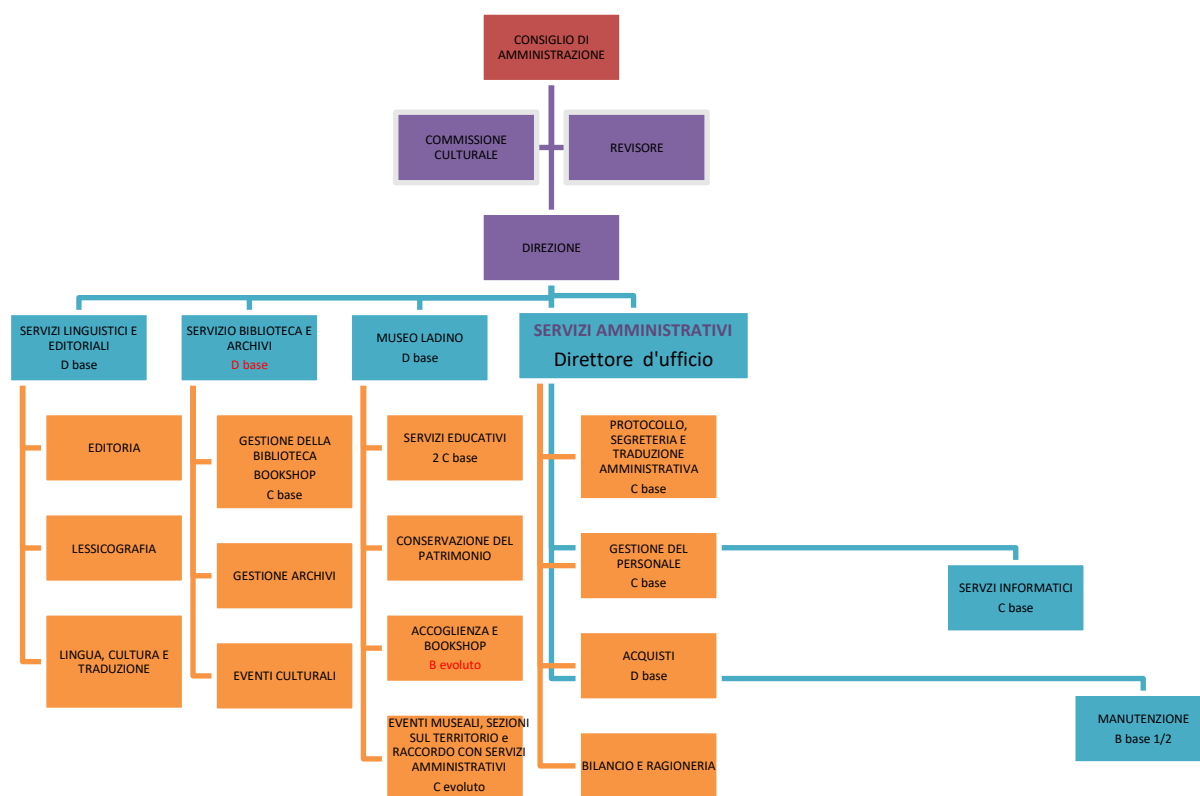 CONSIGLIO DI
AMMINISTRAZIONE
COMMISSIONE
CULTURALE
REVISORE
DIREZIONE
SERVIZI LINGUISTICI E
EDITORIALI
D base
SERVIZIO BIBLIOTECA E
ARCHIVI
D base
MUSEO LADINO
D base
SERVIZI AMMINISTRATIVI
Direttore d'ufficio
EDITORIA
LESSICOGRAFIA
LINGUA, CULTURA E
TRADUZIONE
GESTIONE DELLA
BIBLIOTECA
BOOKSHOP
C base
GESTIONE ARCHIVI
EVENTI CULTURALI
SERVIZI EDUCATIVI
2 C base
CONSERVAZIONE DEL
PATRIMONIO
ACCOGLIENZA E
BOOKSHOP
B evoluto
EVENTI MUSEALI, SEZIONI
SUL TERRITORIO e
RACCORDO CON SERVIZI
AMMINISTRATIVI
C evoluto
PROTOCOLLO,
SEGRETERIA E
TRADUZIONE
AMMINISTRATIVA
C base
GESTIONE DEL
PERSONALE
C base
ACQUISTI
D base
BILANCIO E RAGIONERIA
SERVZI INFORMATICI
C base
MANUTENZIONE
B base 1/2